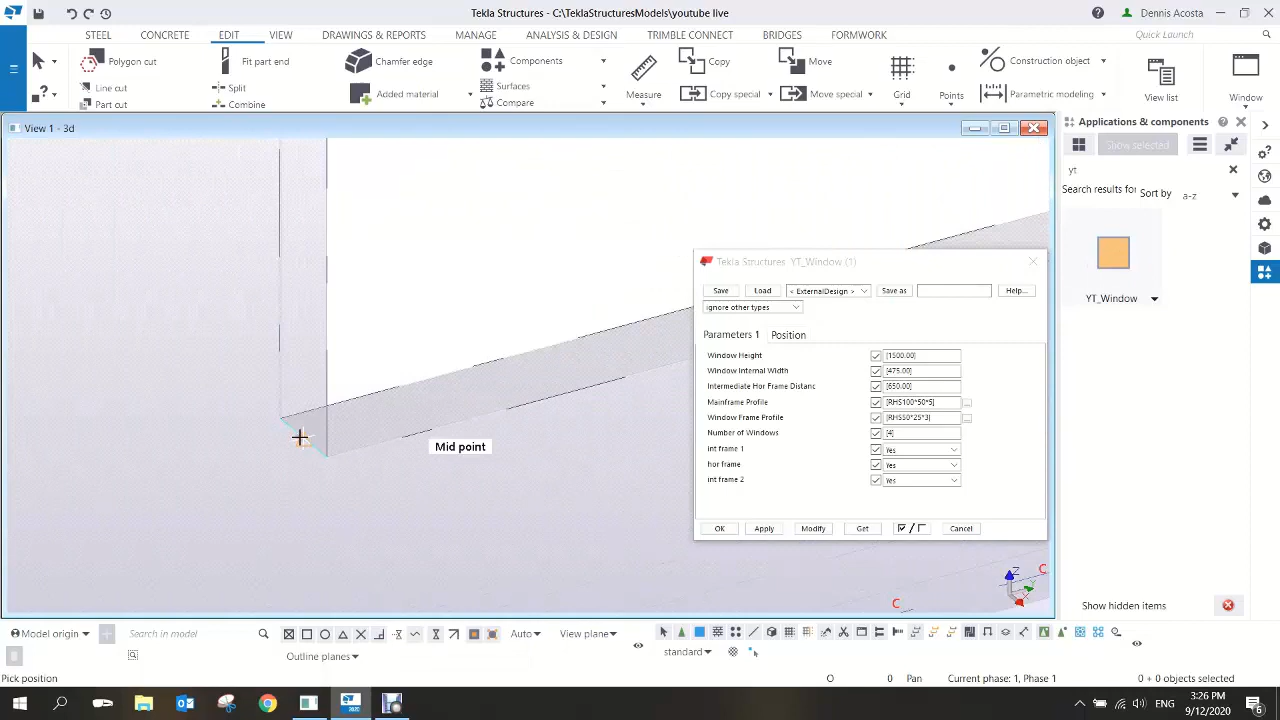 Tekla Structures - C:\TeklaStructuresModels\youtube live
Dennis Acosta
STEEL CONCRETE EDIT VIEW DRAWINGS & REPORTS MANAGE ANALYSIS & DESIGN TRIMBLE CONNECT BRIDGES FORMWORK Quick Launch
Polygon cut Fit part end Chamfer edge Components Copy Move Construction object
Line cut Split Added material Surfaces Measure Copy special Move special Grid Points Parametric modeling View list Window
Part cut Combine Compare
View 1 - 3d
Applications & components
Show selected
yt
Search results for Sort by a-z
YT_Window
Tekla Structures YT_Window (1)
Save Load < ExternalDesign > Save as Help...
ignore other types
Parameters 1 Position
Window Height [1500.00]
Window Internal Width [475.00]
Intermediate Hor Frame Distanc [650.00]
Mainframe Profile [RHS100*50*5] ...
Window Frame Profile [RHS50*25*3] ...
Number of Windows [4]
int frame 1 Yes
hor frame Yes
int frame 2 Yes
OK Apply Modify Get / Cancel
Mid point
Z
C
C
Show hidden items
Model origin Search in model Auto View plane
Outline planes standard
Pick position O 0 Pan Current phase: 1, Phase 1 0 + 0 objects selected
3:26 PM
9/12/2020
6